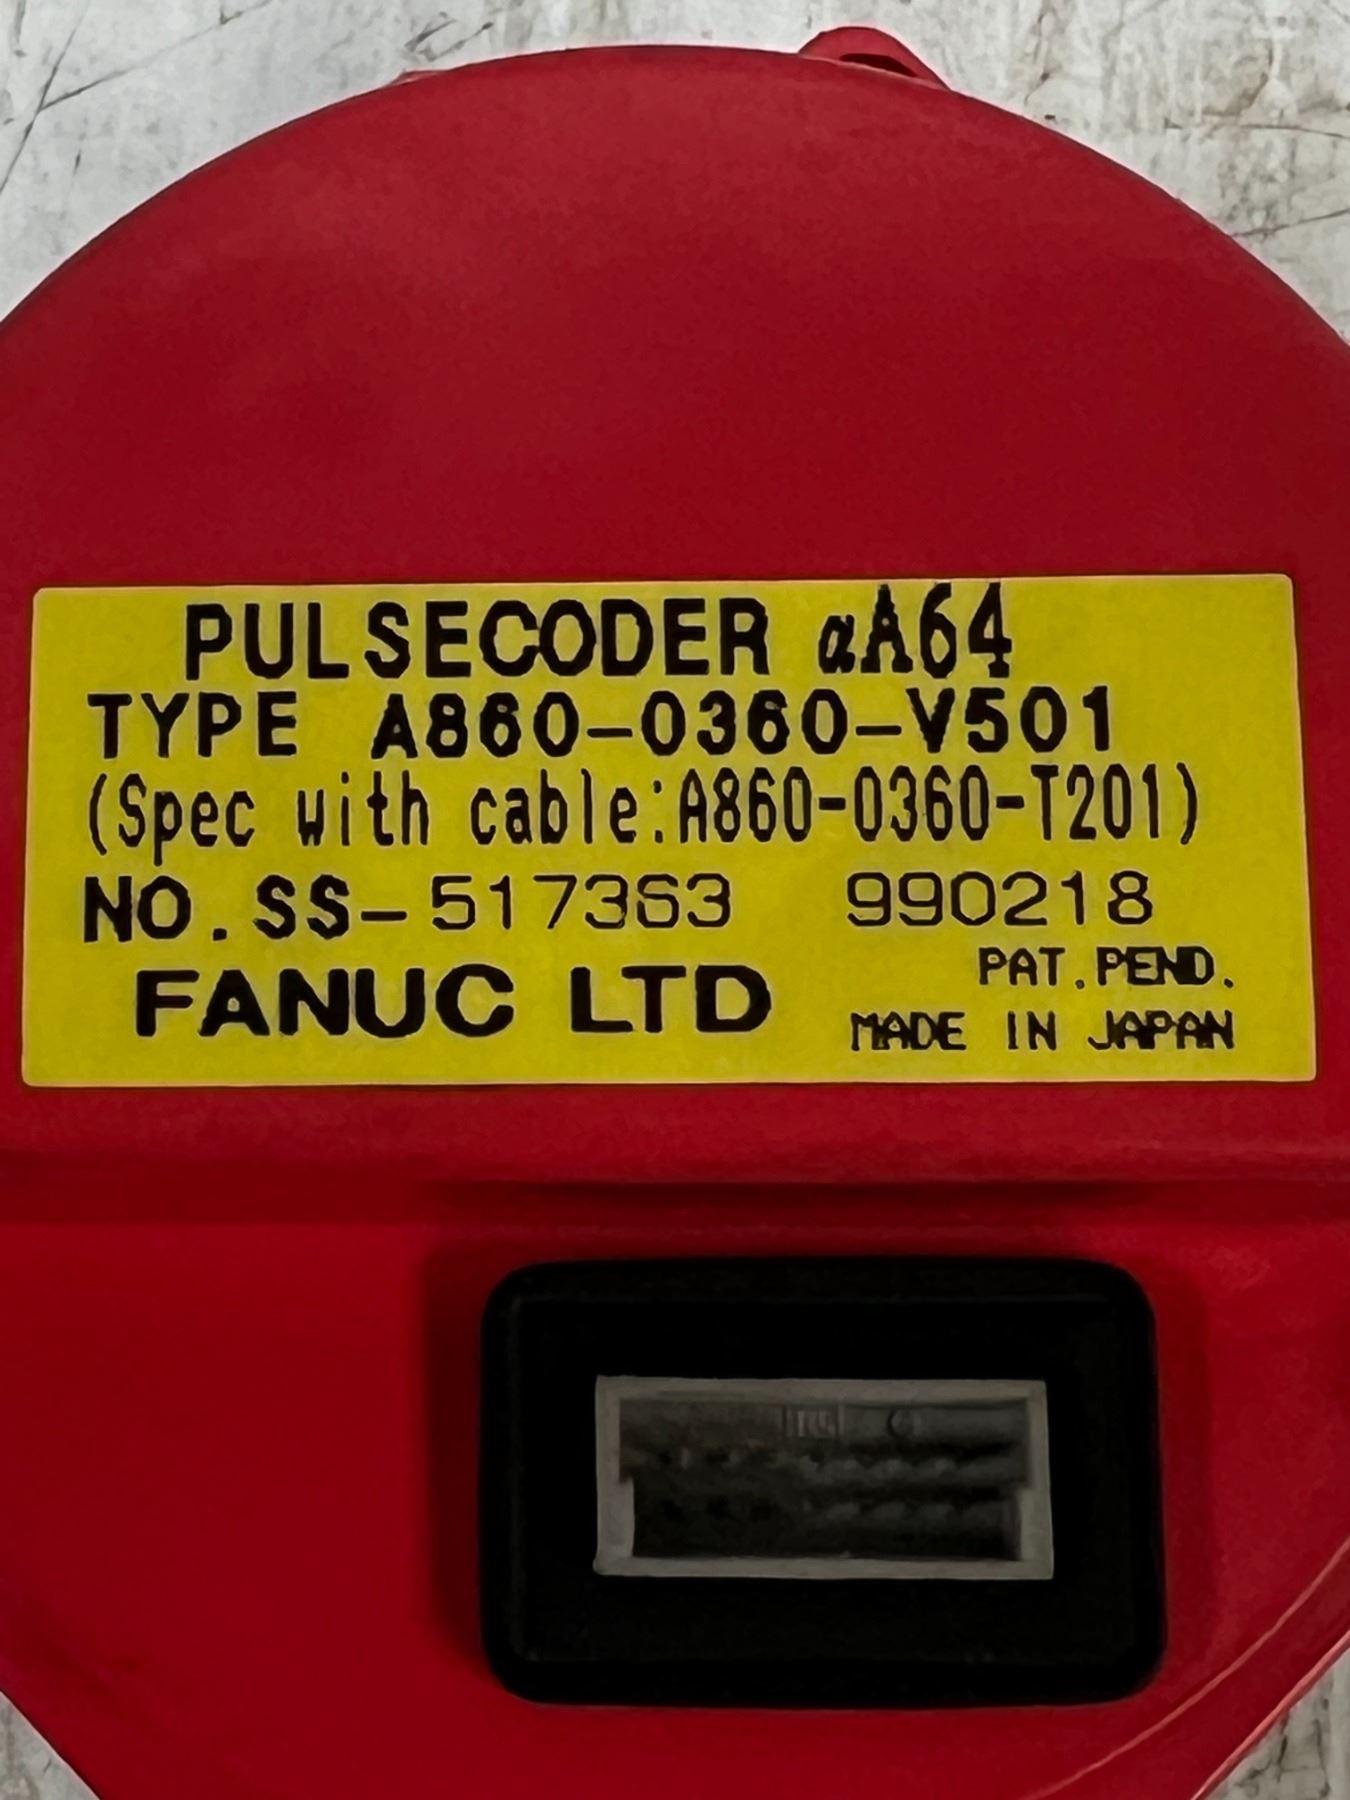 PULSECODER αA64
TYPE A860-0360-V501
(Spec with cable:A860-0360-T201)
NO.SS-517363 990218
PAT.PEND.
FANUC LTD MADE IN JAPAN